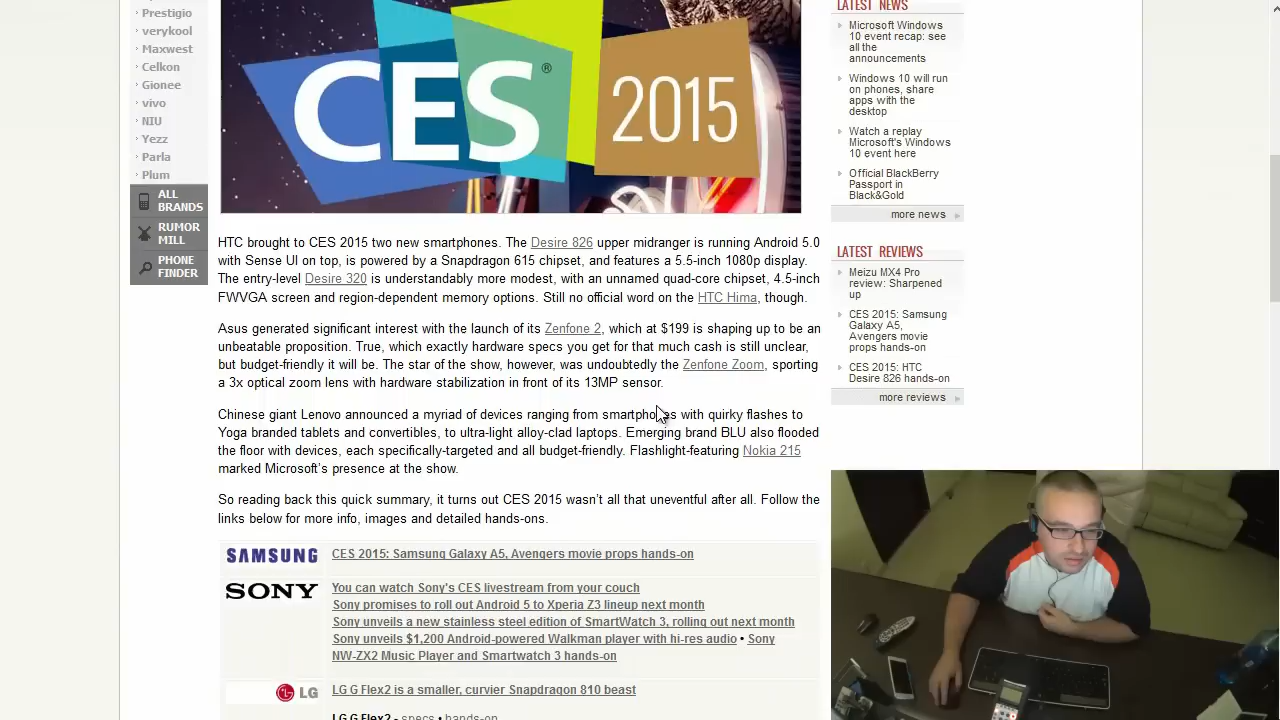 Prestigio
verykool
Maxwest
Celkon
Gionee
vivo
NIU
Yezz
Parla
Plum
ALL
BRANDS
RUMOR
MILL
PHONE
FINDER
CES® 2015
HTC brought to CES 2015 two new smartphones. The Desire 826 upper midranger is running Android 5.0
with Sense UI on top, is powered by a Snapdragon 615 chipset, and features a 5.5-inch 1080p display.
The entry-level Desire 320 is understandably more modest, with an unnamed quad-core chipset, 4.5-inch
FWVGA screen and region-dependent memory options. Still no official word on the HTC Hima, though.
Asus generated significant interest with the launch of its Zenfone 2, which at $199 is shaping up to be an
unbeatable proposition. True, which exactly hardware specs you get for that much cash is still unclear,
but budget-friendly it will be. The star of the show, however, was undoubtedly the Zenfone Zoom, sporting
a 3x optical zoom lens with hardware stabilization in front of its 13MP sensor.
Chinese giant Lenovo announced a myriad of devices ranging from smartphones with quirky flashes to
Yoga branded tablets and convertibles, to ultra-light alloy-clad laptops. Emerging brand BLU also flooded
the floor with devices, each specifically-targeted and all budget-friendly. Flashlight-featuring Nokia 215
marked Microsoft's presence at the show.
So reading back this quick summary, it turns out CES 2015 wasn't all that uneventful after all. Follow the
links below for more info, images and detailed hands-ons.
SAMSUNG
CES 2015: Samsung Galaxy A5, Avengers movie props hands-on
SONY
You can watch Sony's CES livestream from your couch
Sony promises to roll out Android 5 to Xperia Z3 lineup next month
Sony unveils a new stainless steel edition of SmartWatch 3, rolling out next month
Sony unveils $1,200 Android-powered Walkman player with hi-res audio • Sony
NW-ZX2 Music Player and Smartwatch 3 hands-on
LG
LG G Flex2 is a smaller, curvier Snapdragon 810 beast
LG G Flex2 - specs • hands-on
LATEST NEWS
Microsoft Windows
10 event recap: see
all the
announcements
Windows 10 will run
on phones, share
apps with the
desktop
Watch a replay
Microsoft's Windows
10 event here
Official BlackBerry
Passport in
Black&Gold
more news
LATEST REVIEWS
Meizu MX4 Pro
review: Sharpened
up
CES 2015: Samsung
Galaxy A5,
Avengers movie
props hands-on
CES 2015: HTC
Desire 826 hands-on
more reviews